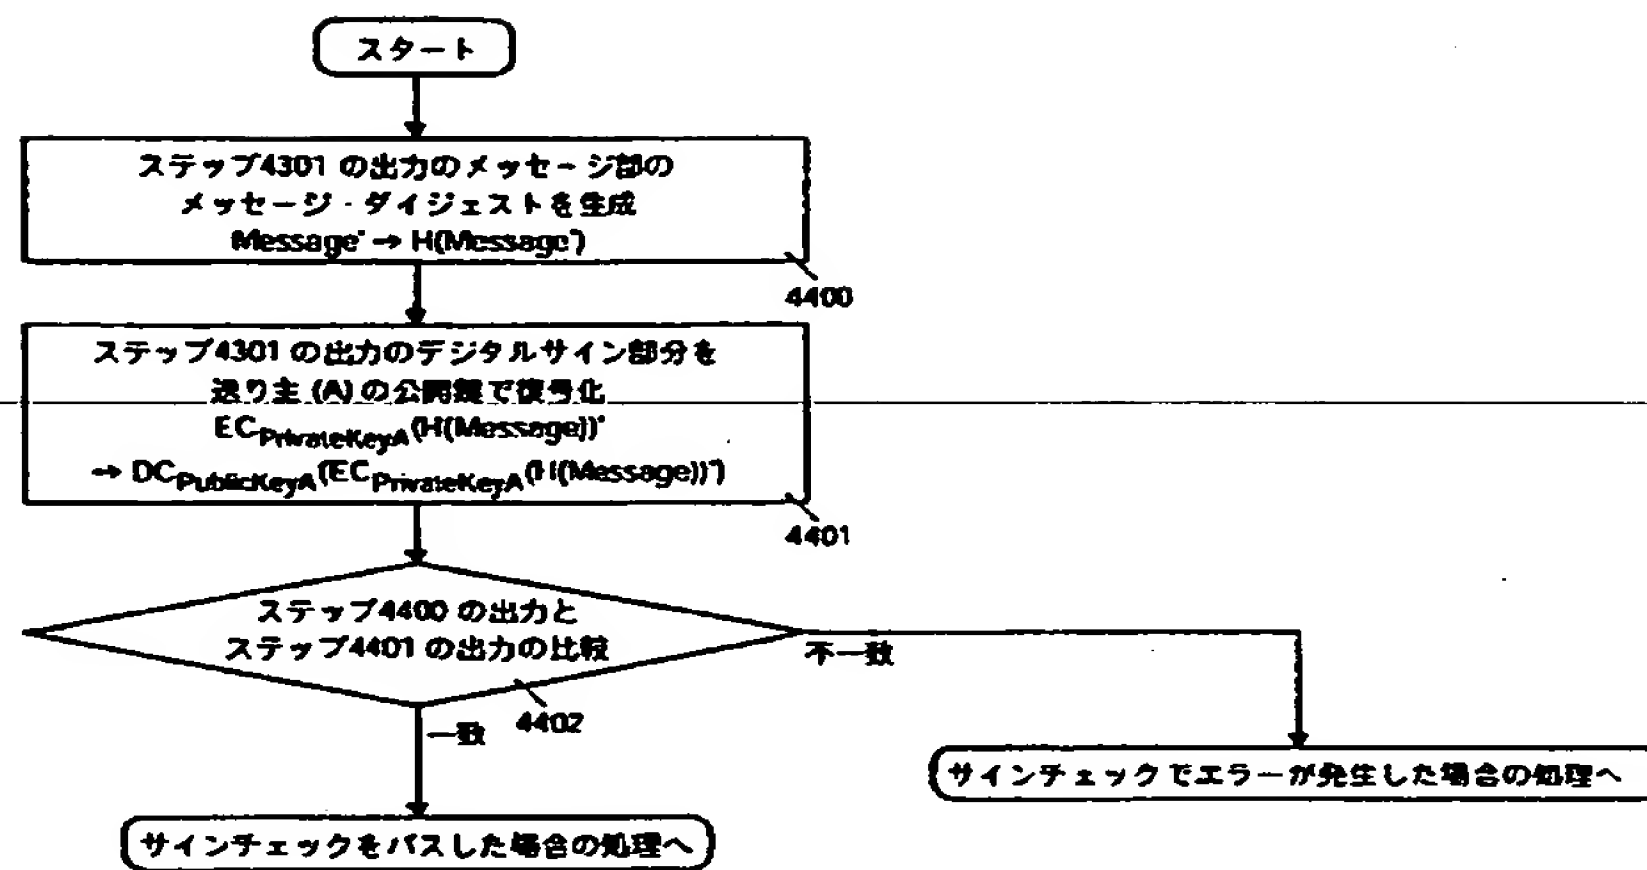 スタート
ステップ4301 の出力のメッセージ部の
メッセージ・ダイジェストを生成
Message' → H(Message')
4400
ステップ4301 の出力のデジタルサイン部分を
送り主 (A) の公開鍵で復号化
EC_PrivateKeyA(H(Message))'
→ DC_PublicKeyA(EC_PrivateKeyA(H(Message))')
4401
ステップ4400 の出力と
ステップ4401 の出力の比較
4402
不一致
一致
サインチェックでエラーが発生した場合の処理へ
サインチェックをパスした場合の処理へ